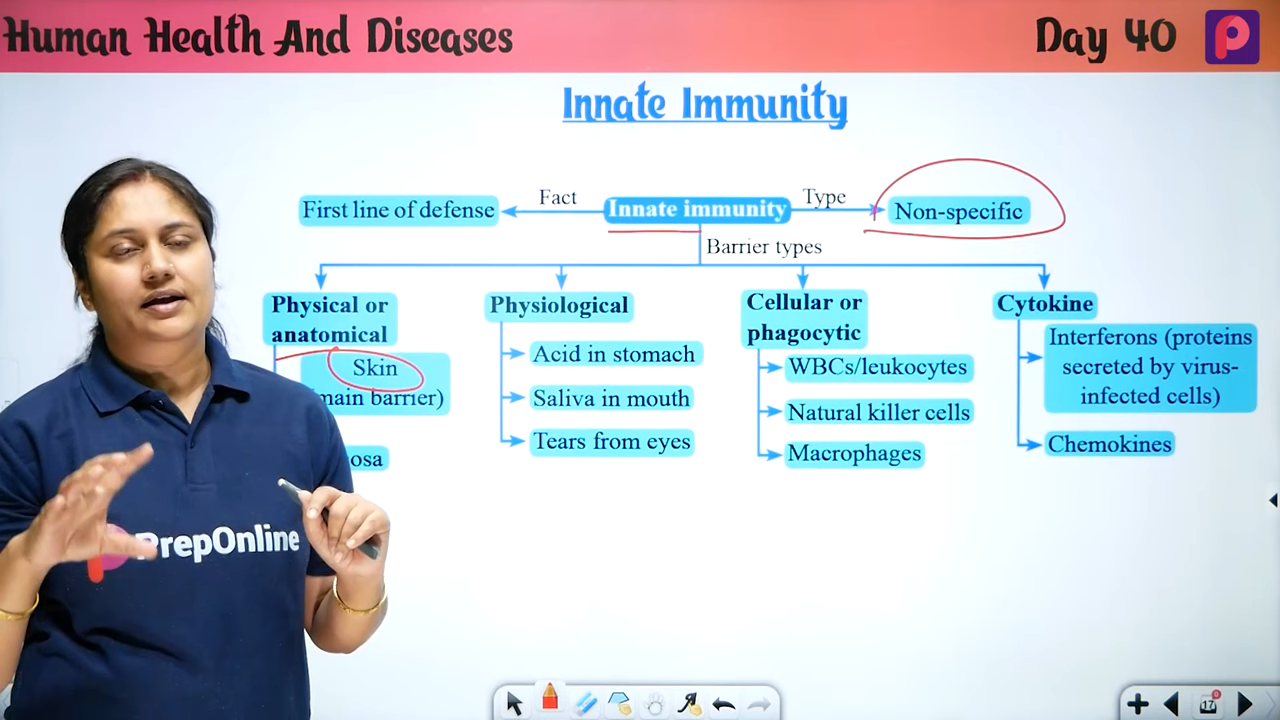 Human Health And Diseases
Day 40
Innate Immunity
First line of defense
Fact
Innate immunity
Type
Non-specific
Barrier types
Physical or
anatomical
Skin
main barrier)
Physiological
Acid in stomach
Saliva in mouth
Tears from eyes
Cellular or
phagocytic
WBCs/leukocytes
Natural killer cells
Macrophages
Cytokine
Interferons (proteins
secreted by virus-
infected cells)
Chemokines
PrepOnline
17